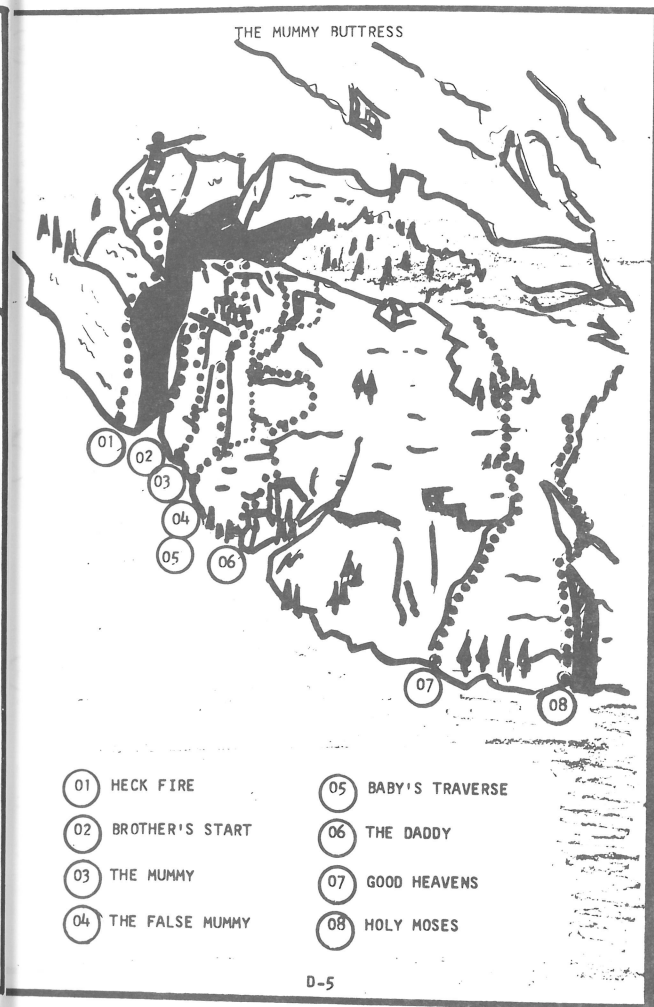 THE MUMMY BUTTRESS
01
02
03
04
05
06
07
08
01 HECK FIRE
02 BROTHER'S START
03 THE MUMMY
04 THE FALSE MUMMY
05 BABY'S TRAVERSE
06 THE DADDY
07 GOOD HEAVENS
08 HOLY MOSES
D-5